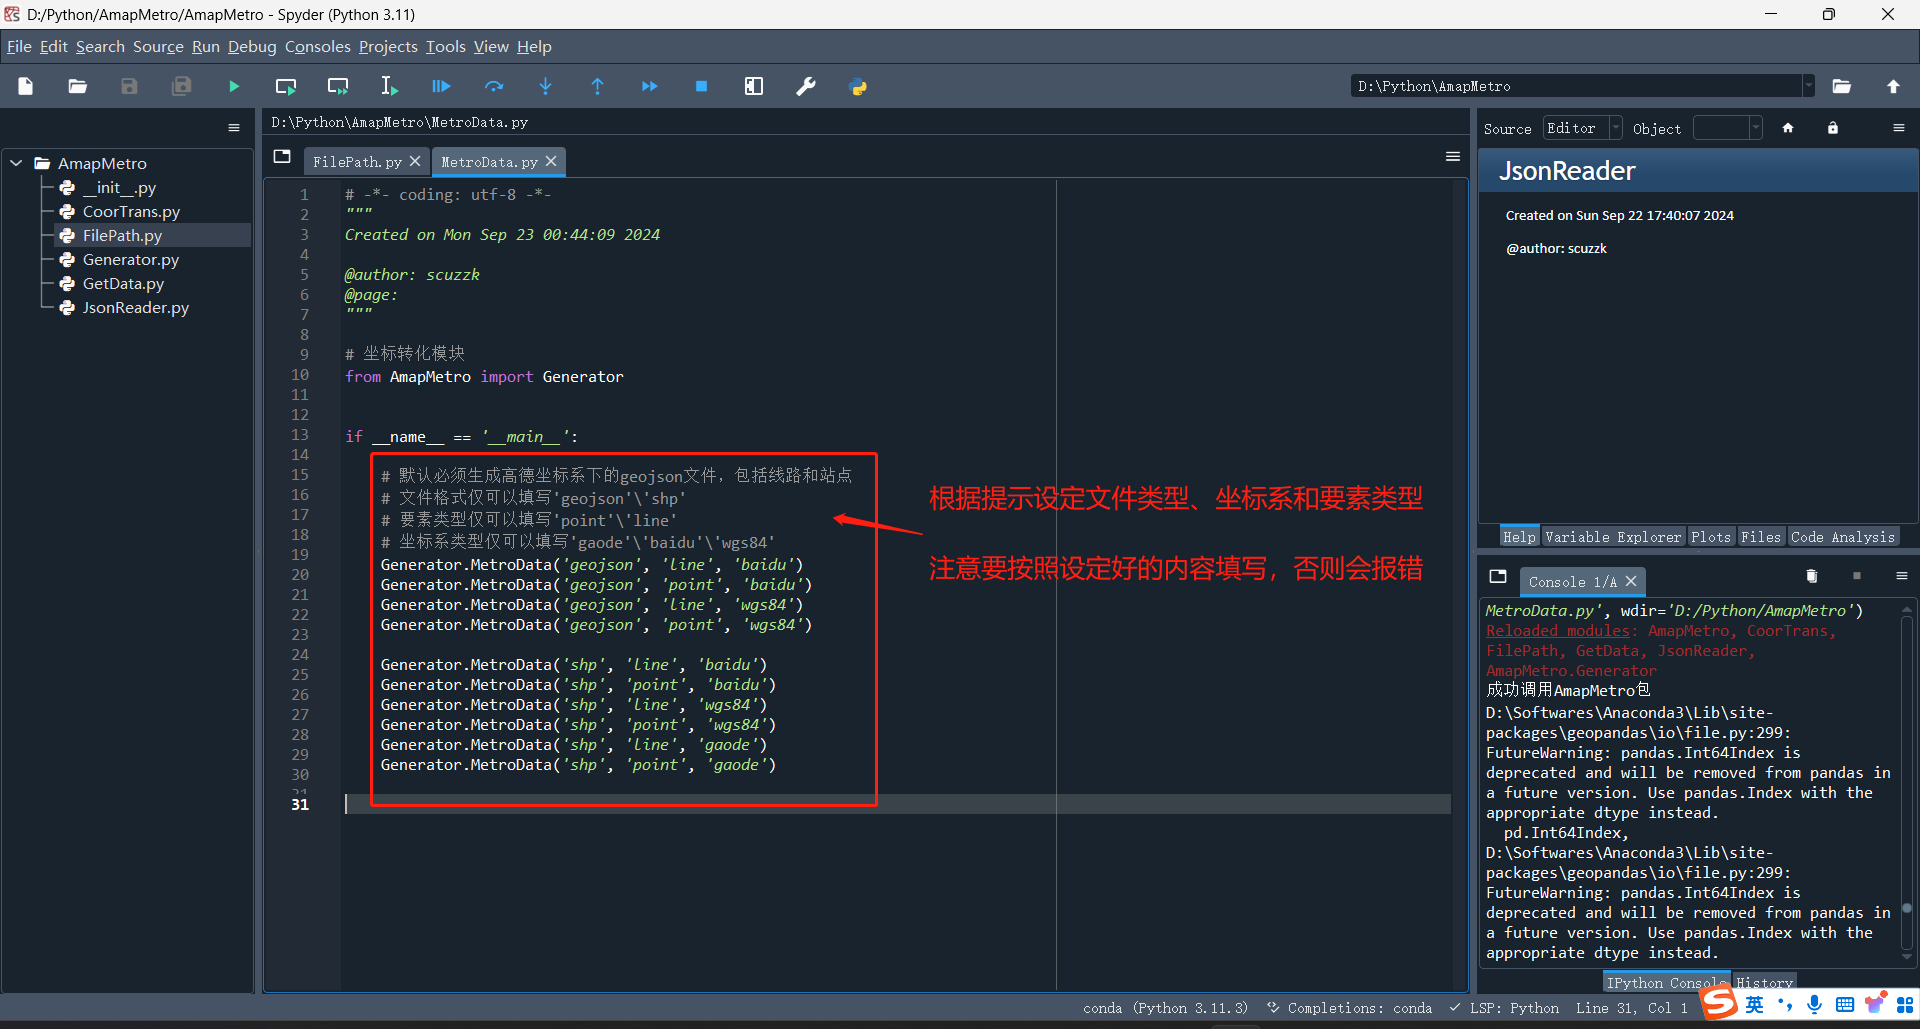 D:/Python/AmapMetro/AmapMetro - Spyder (Python 3.11)
File Edit Search Source Run Debug Consoles Projects Tools View Help
D:\Python\AmapMetro
AmapMetro
__init__.py
CoorTrans.py
FilePath.py
Generator.py
GetData.py
JsonReader.py
D:\Python\AmapMetro\MetroData.py
FilePath.py
MetroData.py
1 # -*- coding: utf-8 -*-
2 """
3 Created on Mon Sep 23 00:44:09 2024
4
5 @author: scuzzk
6 @page:
7 """
8
9 # 坐标转化模块
10 from AmapMetro import Generator
11
12
13 if __name__ == '__main__':
14
15 # 默认必须生成高德坐标系下的geojson文件，包括线路和站点
16 # 文件格式仅可以填写'geojson'\'shp'
17 # 要素类型仅可以填写'point'\'line'
18 # 坐标系类型仅可以填写'gaode'\'baidu'\'wgs84'
19 Generator.MetroData('geojson', 'line', 'baidu')
20 Generator.MetroData('geojson', 'point', 'baidu')
21 Generator.MetroData('geojson', 'line', 'wgs84')
22 Generator.MetroData('geojson', 'point', 'wgs84')
23
24 Generator.MetroData('shp', 'line', 'baidu')
25 Generator.MetroData('shp', 'point', 'baidu')
26 Generator.MetroData('shp', 'line', 'wgs84')
27 Generator.MetroData('shp', 'point', 'wgs84')
28 Generator.MetroData('shp', 'line', 'gaode')
29 Generator.MetroData('shp', 'point', 'gaode')
30
31
根据提示设定文件类型、坐标系和要素类型
注意要按照设定好的内容填写，否则会报错
Source Editor Object
JsonReader
Created on Sun Sep 22 17:40:07 2024
@author: scuzzk
Help Variable Explorer Plots Files Code Analysis
Console 1/A
MetroData.py', wdir='D:/Python/AmapMetro')
Reloaded modules: AmapMetro, CoorTrans,
FilePath, GetData, JsonReader,
AmapMetro.Generator
成功调用AmapMetro包
D:\Softwares\Anaconda3\Lib\site-
packages\geopandas\io\file.py:299:
FutureWarning: pandas.Int64Index is
deprecated and will be removed from pandas in
a future version. Use pandas.Index with the
appropriate dtype instead.
pd.Int64Index,
D:\Softwares\Anaconda3\Lib\site-
packages\geopandas\io\file.py:299:
FutureWarning: pandas.Int64Index is
deprecated and will be removed from pandas in
a future version. Use pandas.Index with the
appropriate dtype instead.
IPython Console History
conda (Python 3.11.3) Completions: conda LSP: Python Line 31, Col 1
英